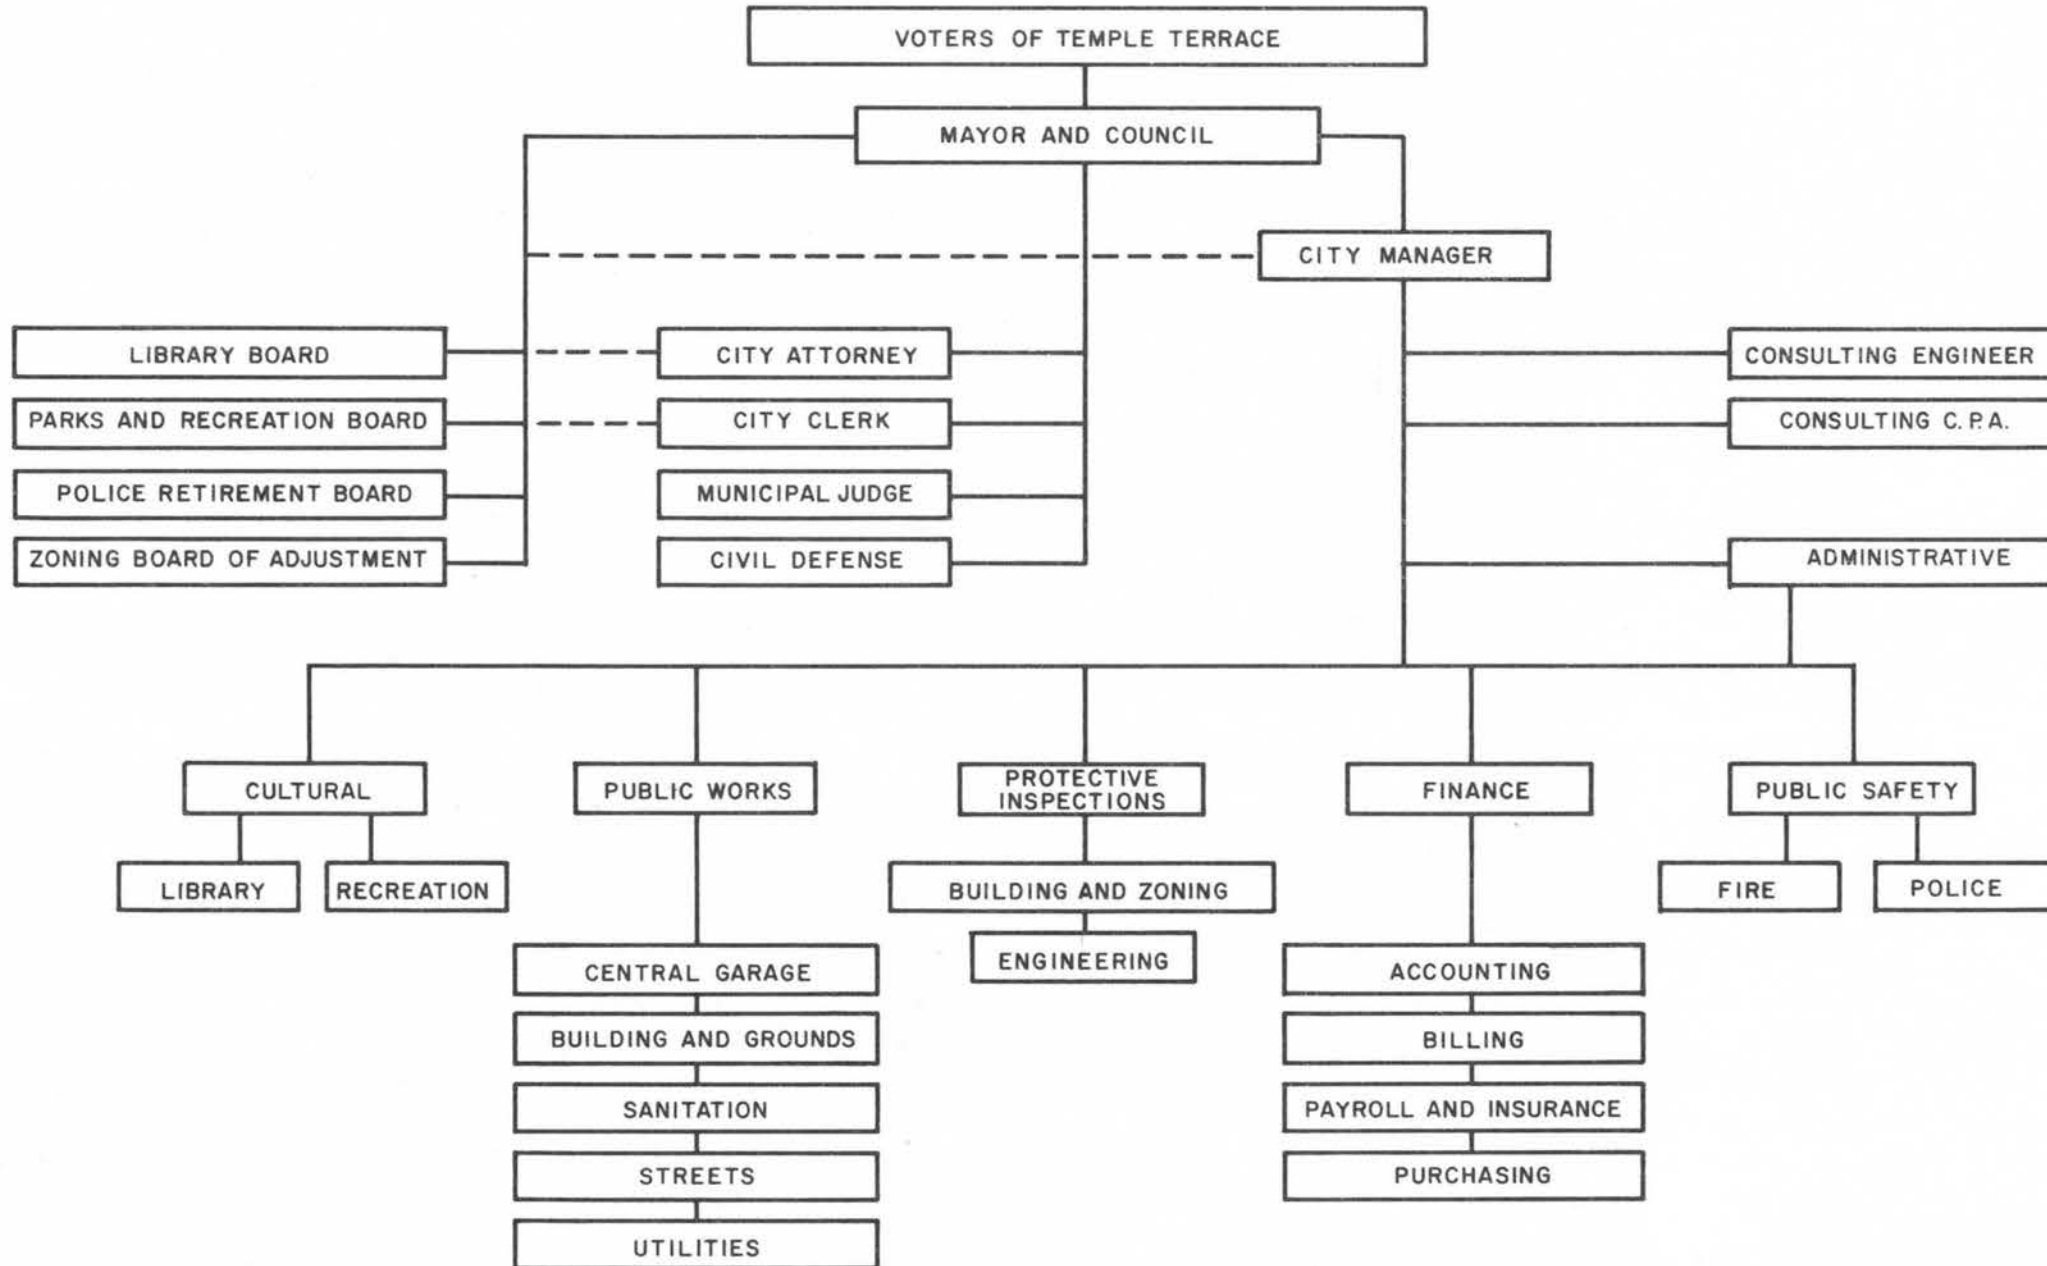 VOTERS OF TEMPLE TERRACE
MAYOR AND COUNCIL
CITY MANAGER
LIBRARY BOARD
CITY ATTORNEY
CONSULTING ENGINEER
PARKS AND RECREATION BOARD
CITY CLERK
CONSULTING C.P.A.
POLICE RETIREMENT BOARD
MUNICIPAL JUDGE
ZONING BOARD OF ADJUSTMENT
CIVIL DEFENSE
ADMINISTRATIVE
CULTURAL
PUBLIC WORKS
PROTECTIVE
INSPECTIONS
FINANCE
PUBLIC SAFETY
LIBRARY
RECREATION
BUILDING AND ZONING
FIRE
POLICE
ENGINEERING
CENTRAL GARAGE
ACCOUNTING
BUILDING AND GROUNDS
BILLING
SANITATION
PAYROLL AND INSURANCE
STREETS
PURCHASING
UTILITIES